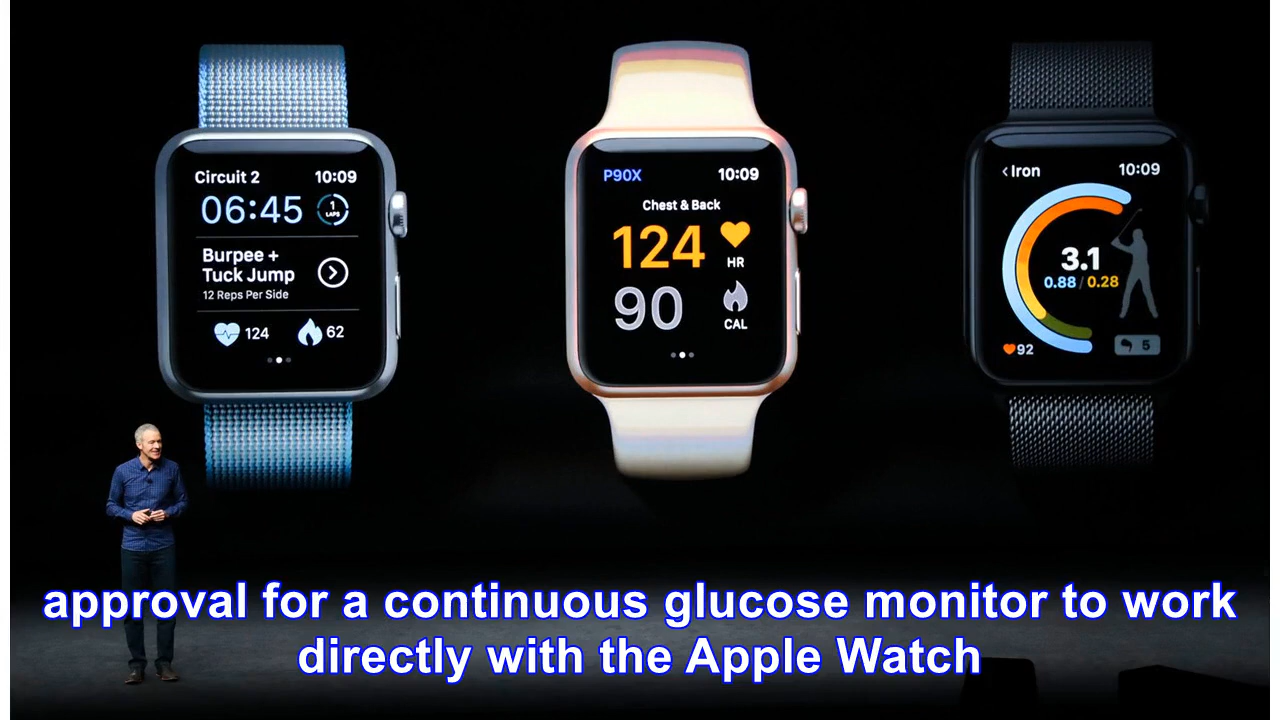 Circuit 2 10:09
06:45 1 LAPS
Burpee +
Tuck Jump
12 Reps Per Side
124 62
P90X 10:09
Chest & Back
124 HR
90 CAL
‹Iron 10:09
3.1
0.88 / 0.28
92 5
approval for a continuous glucose monitor to work
directly with the Apple Watch